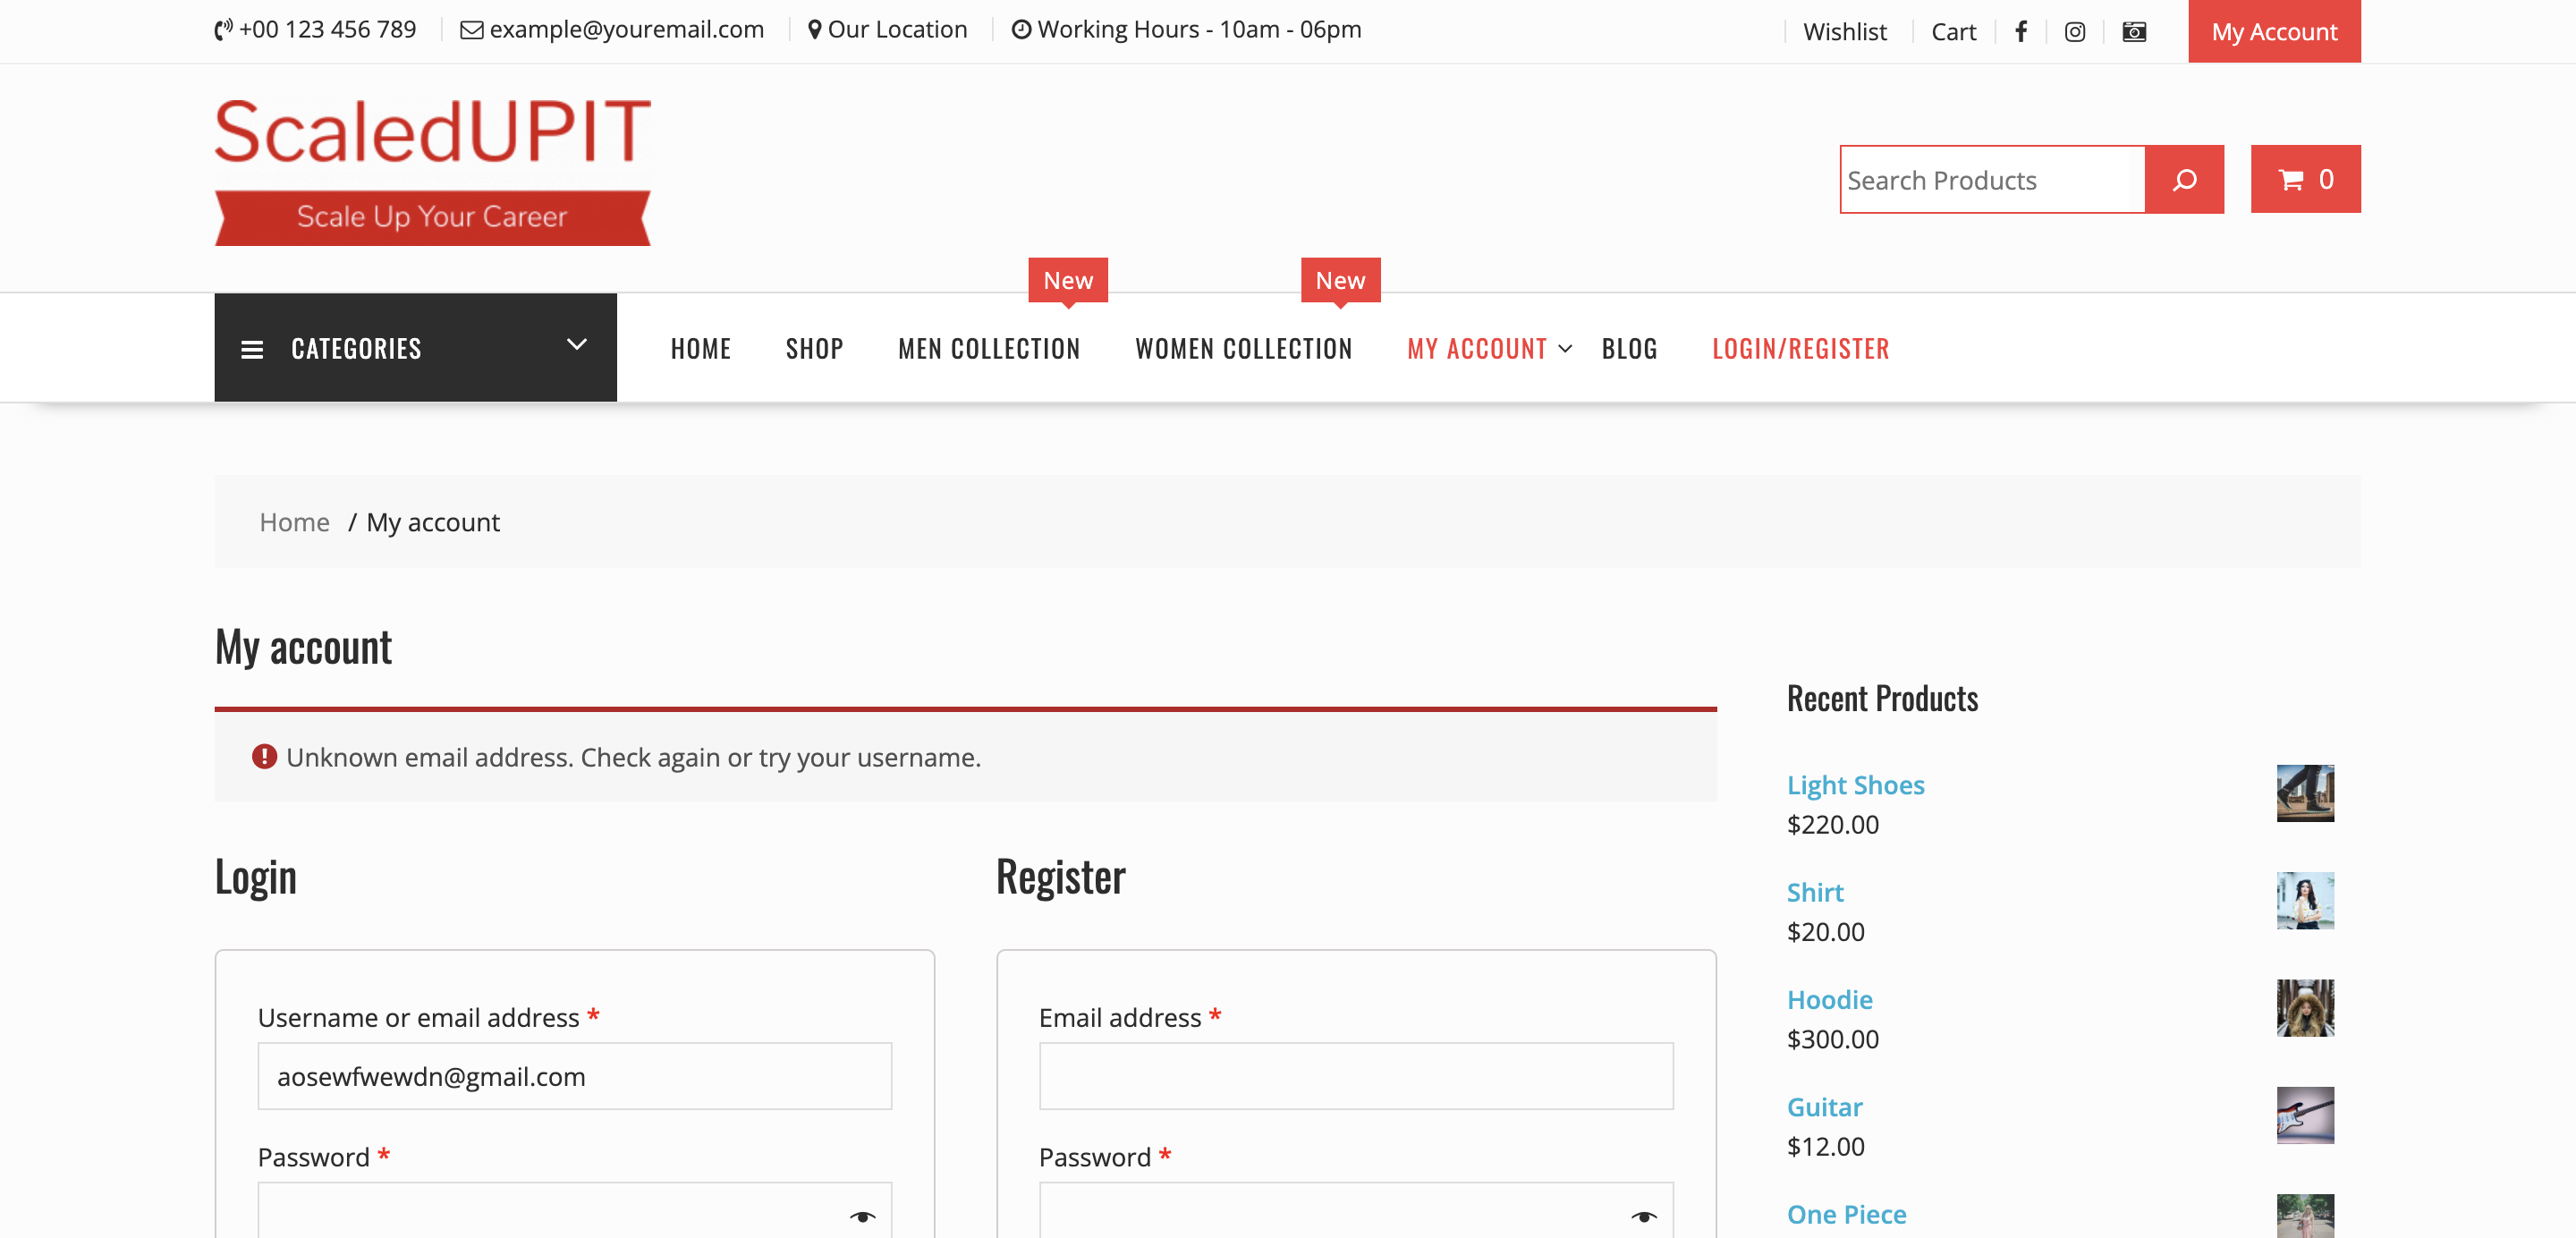 +00 123 456 789
example@youremail.com
Our Location
Working Hours - 10am - 06pm
Wishlist
Cart
My Account
ScaledUPIT
Scale Up Your Career
Search Products
0
New
New
CATEGORIES
HOME
SHOP
MEN COLLECTION
WOMEN COLLECTION
MY ACCOUNT
BLOG
LOGIN/REGISTER
Home / My account
My account
Unknown email address. Check again or try your username.
Login
Username or email address *
aosewfwewdn@gmail.com
Password *
Register
Email address *
Password *
Recent Products
Light Shoes
$220.00
Shirt
$20.00
Hoodie
$300.00
Guitar
$12.00
One Piece